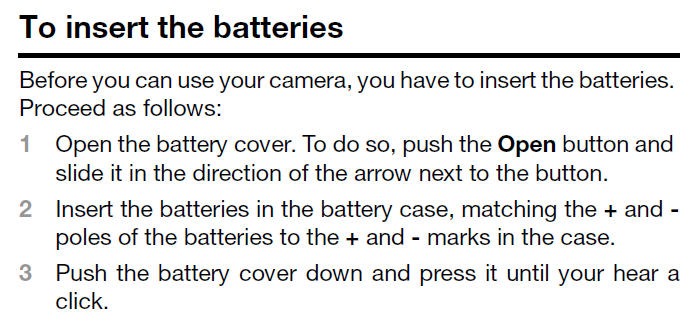 To insert the batteries
Before you can use your camera, you have to insert the batteries.
Proceed as follows:
1 Open the battery cover. To do so, push the Open button and
slide it in the direction of the arrow next to the button.
2 Insert the batteries in the battery case, matching the + and -
poles of the batteries to the + and - marks in the case.
3 Push the battery cover down and press it until your hear a
click.